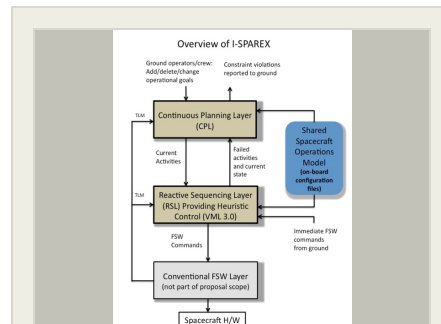 Overview of I-SPAREX
Ground operators/crew:
Add/delete/change
operational goals
Constraint violations
reported to ground
TLM
Continuous Planning Layer
(CPL)
Shared
Spacecraft
Operations
Model
(on-board
configuration
files)
Current
Activities
Failed
activities
and current
state
TLM
Reactive Sequencing Layer
(RSL) Providing Heuristic
Control (VML 3.0)
Immediate FSW
commands
from ground
FSW
Commands
Conventional FSW Layer
(not part of proposal scope)
Spacecraft H/W